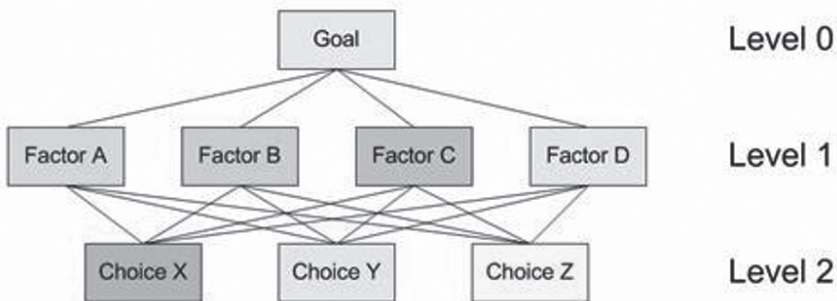 Goal
Level 0
Factor A
Factor B
Factor C
Factor D
Level 1
Choice X
Choice Y
Choice Z
Level 2